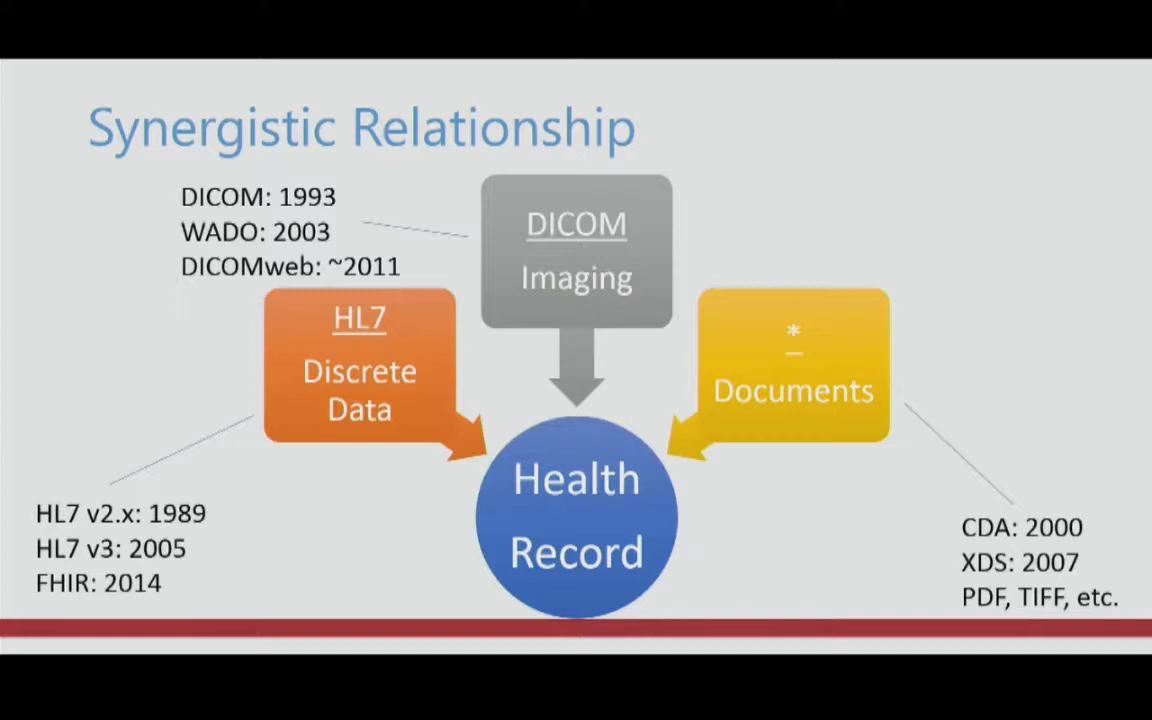 Synergistic Relationship
DICOM: 1993
WADO: 2003
DICOMweb: ~2011
DICOM
Imaging
HL7
Discrete
Data
*
Documents
Health
Record
HL7 v2.x: 1989
HL7 v3: 2005
FHIR: 2014
CDA: 2000
XDS: 2007
PDF, TIFF, etc.